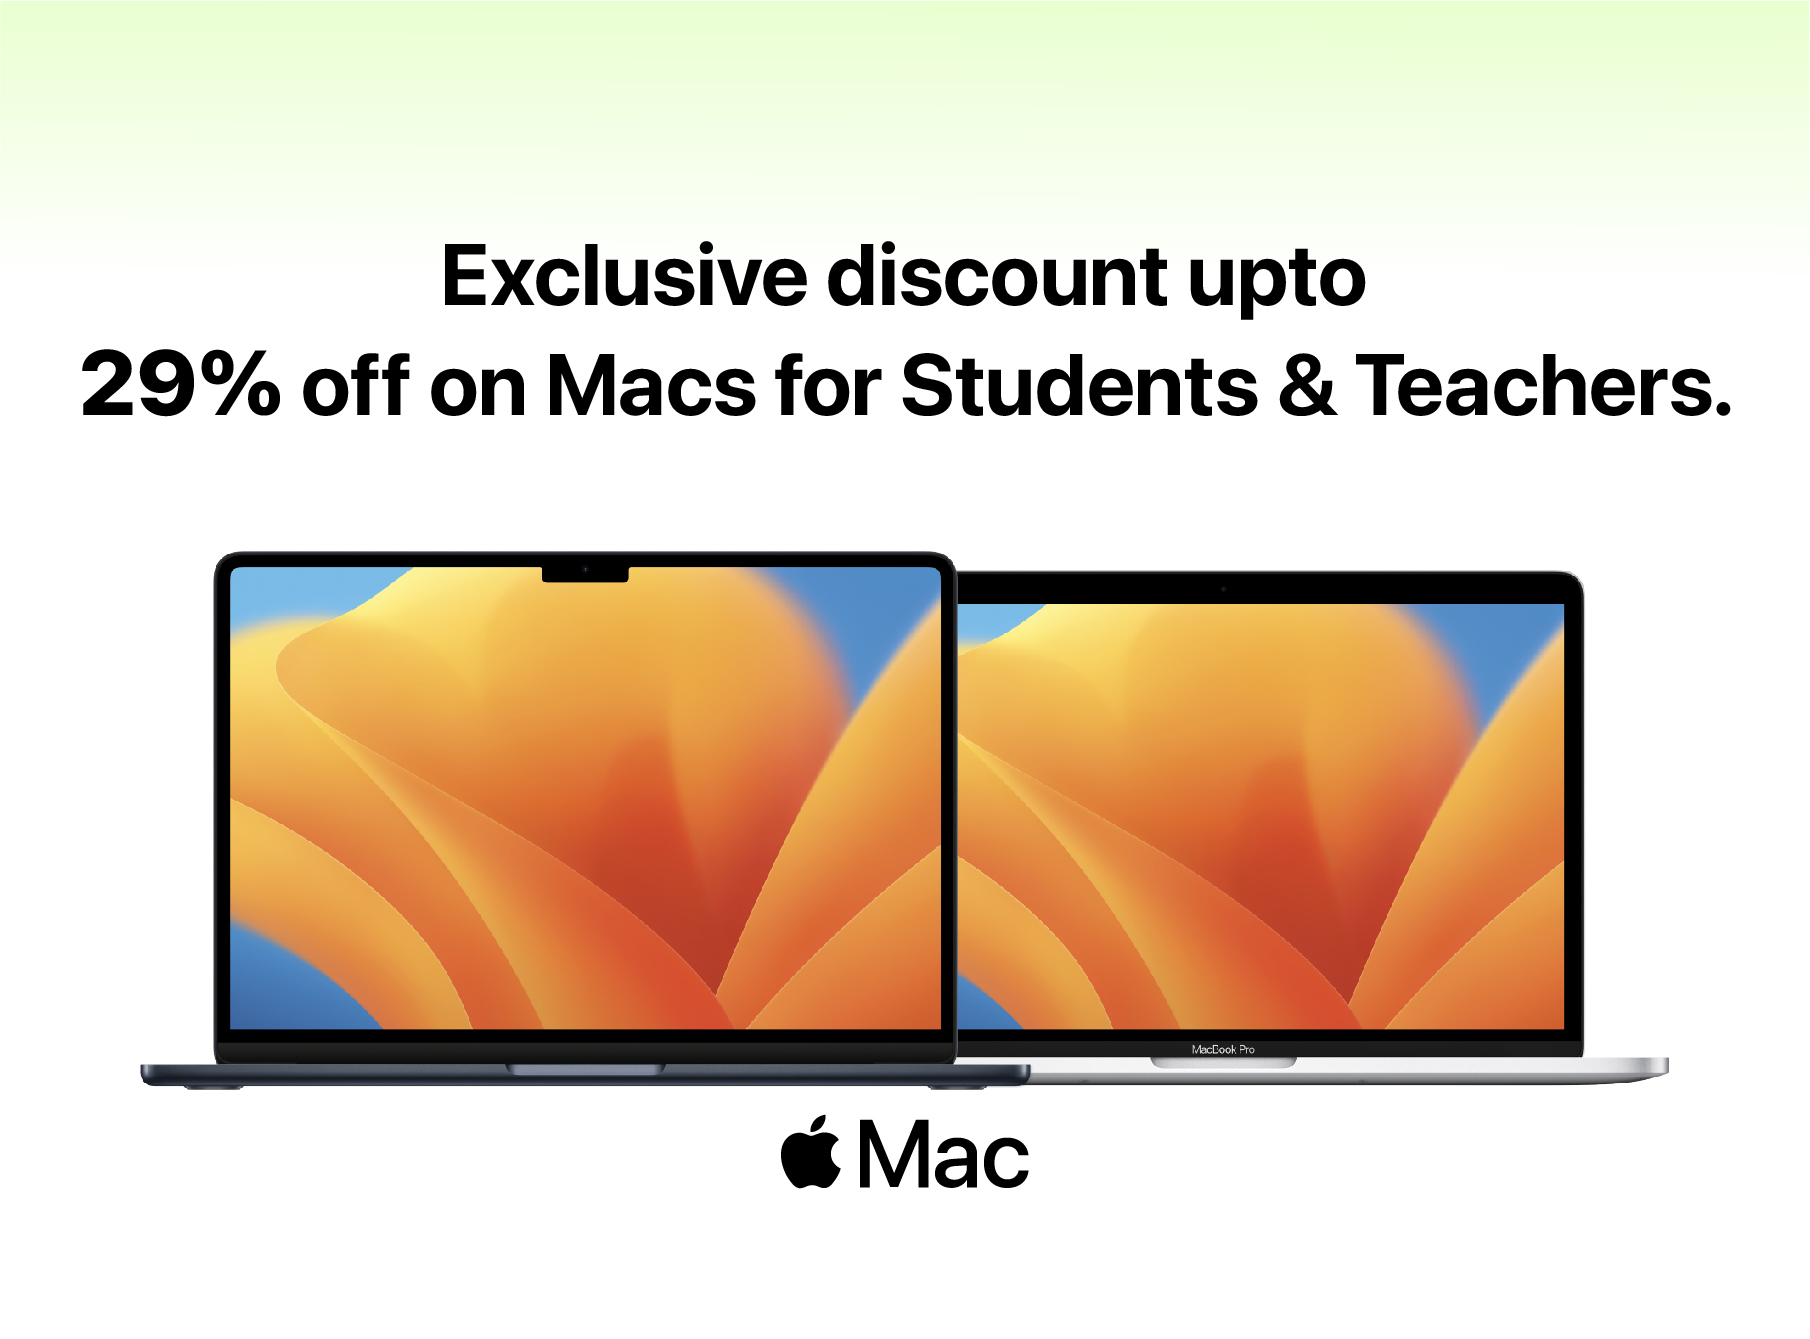 Exclusive discount upto
29% off on Macs for Students & Teachers.
MacBook Pro
Mac